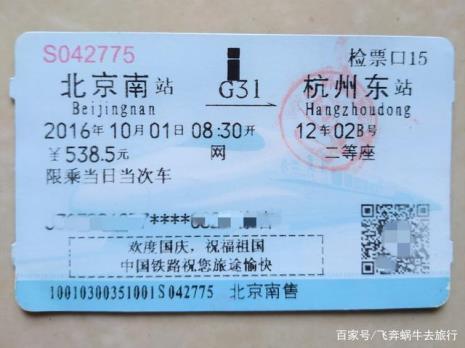 S042775 检票口15
北京南站 G31 杭州东站
Beijingnan Hangzhoudong
2016年10月01日08:30开 12车02B号
￥538.5元 网 二等座
限乘当日当次车
欢度国庆，祝福祖国
中国铁路祝您旅途愉快
10010300351001S042775 北京南售
百家号/飞奔蜗牛去旅行